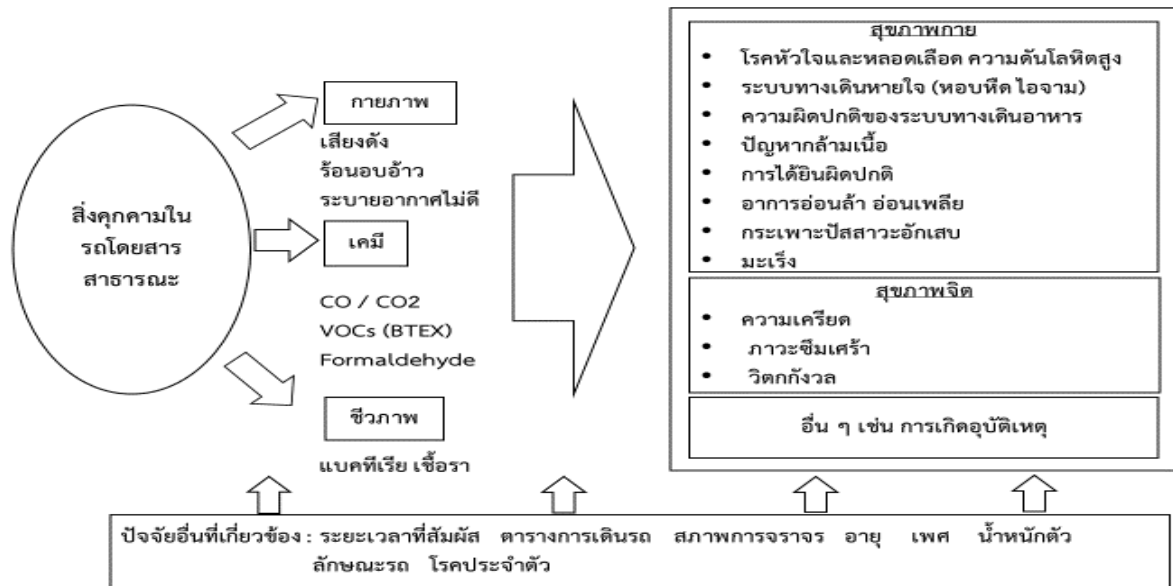 สิ่งคุกคามใน
รถโดยสาร
สาธารณะ
กายภาพ
เสียงดัง
ร้อนอบอ้าว
ระบายอากาศไม่ดี
เคมี
CO / CO2
VOCs (BTEX)
Formaldehyde
ชีวภาพ
แบคทีเรีย เชื้อรา
สุขภาพกาย
• โรคหัวใจและหลอดเลือด ความดันโลหิตสูง
• ระบบทางเดินหายใจ (หอบหืด ไอจาม)
• ความผิดปกติของระบบทางเดินอาหาร
• ปัญหากล้ามเนื้อ
• การได้ยินผิดปกติ
• อาการอ่อนล้า อ่อนเพลีย
• กระเพาะปัสสาวะอักเสบ
• มะเร็ง
สุขภาพจิต
• ความเครียด
• ภาวะซึมเศร้า
• วิตกกังวล
อื่น ๆ เช่น การเกิดอุบัติเหตุ
ปัจจัยอื่นที่เกี่ยวข้อง : ระยะเวลาที่สัมผัส ตารางการเดินรถ สภาพการจราจร อายุ เพศ น้ำหนักตัว
ลักษณะรถ โรคประจำตัว